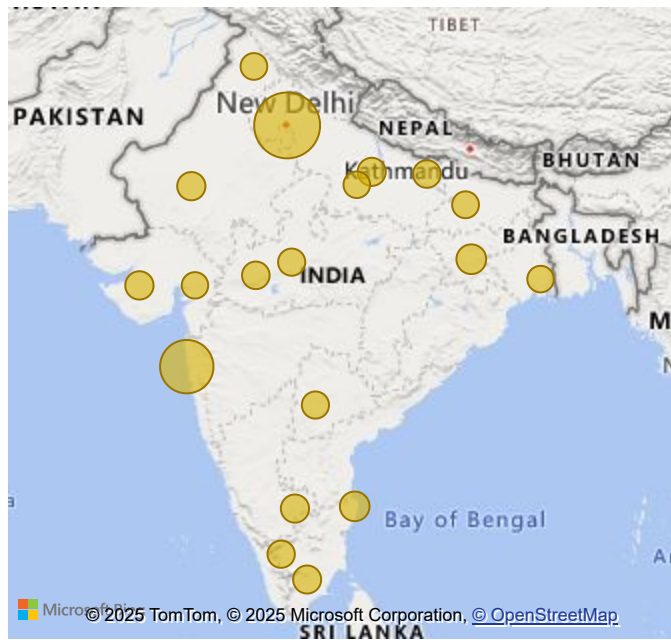 TIBET
New Delhi
PAKISTAN
NEPAL
Kathmandu
BHUTAN
BANGLADESH
INDIA
M
Bay of Bengal
a
A
Microsoft Bing
© 2025 TomTom, © 2025 Microsoft Corporation, © OpenStreetMap
SRI LANKA